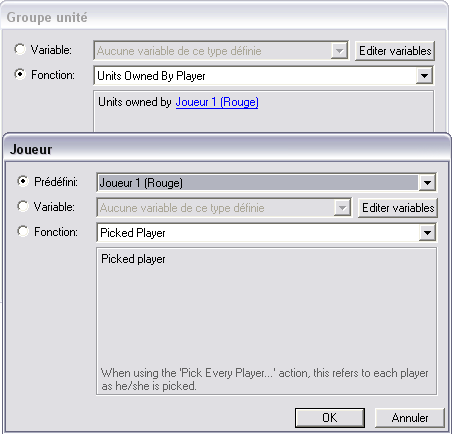 Groupe unité
Variable: Aucune variable de ce type définie Editer variables
Fonction: Units Owned By Player
Units owned by Joueur 1 (Rouge)
Joueur
Prédéfini: Joueur 1 (Rouge)
Variable: Aucune variable de ce type définie Editer variables
Fonction: Picked Player
Picked player
When using the 'Pick Every Player...' action, this refers to each player
as he/she is picked.
OK Annuler